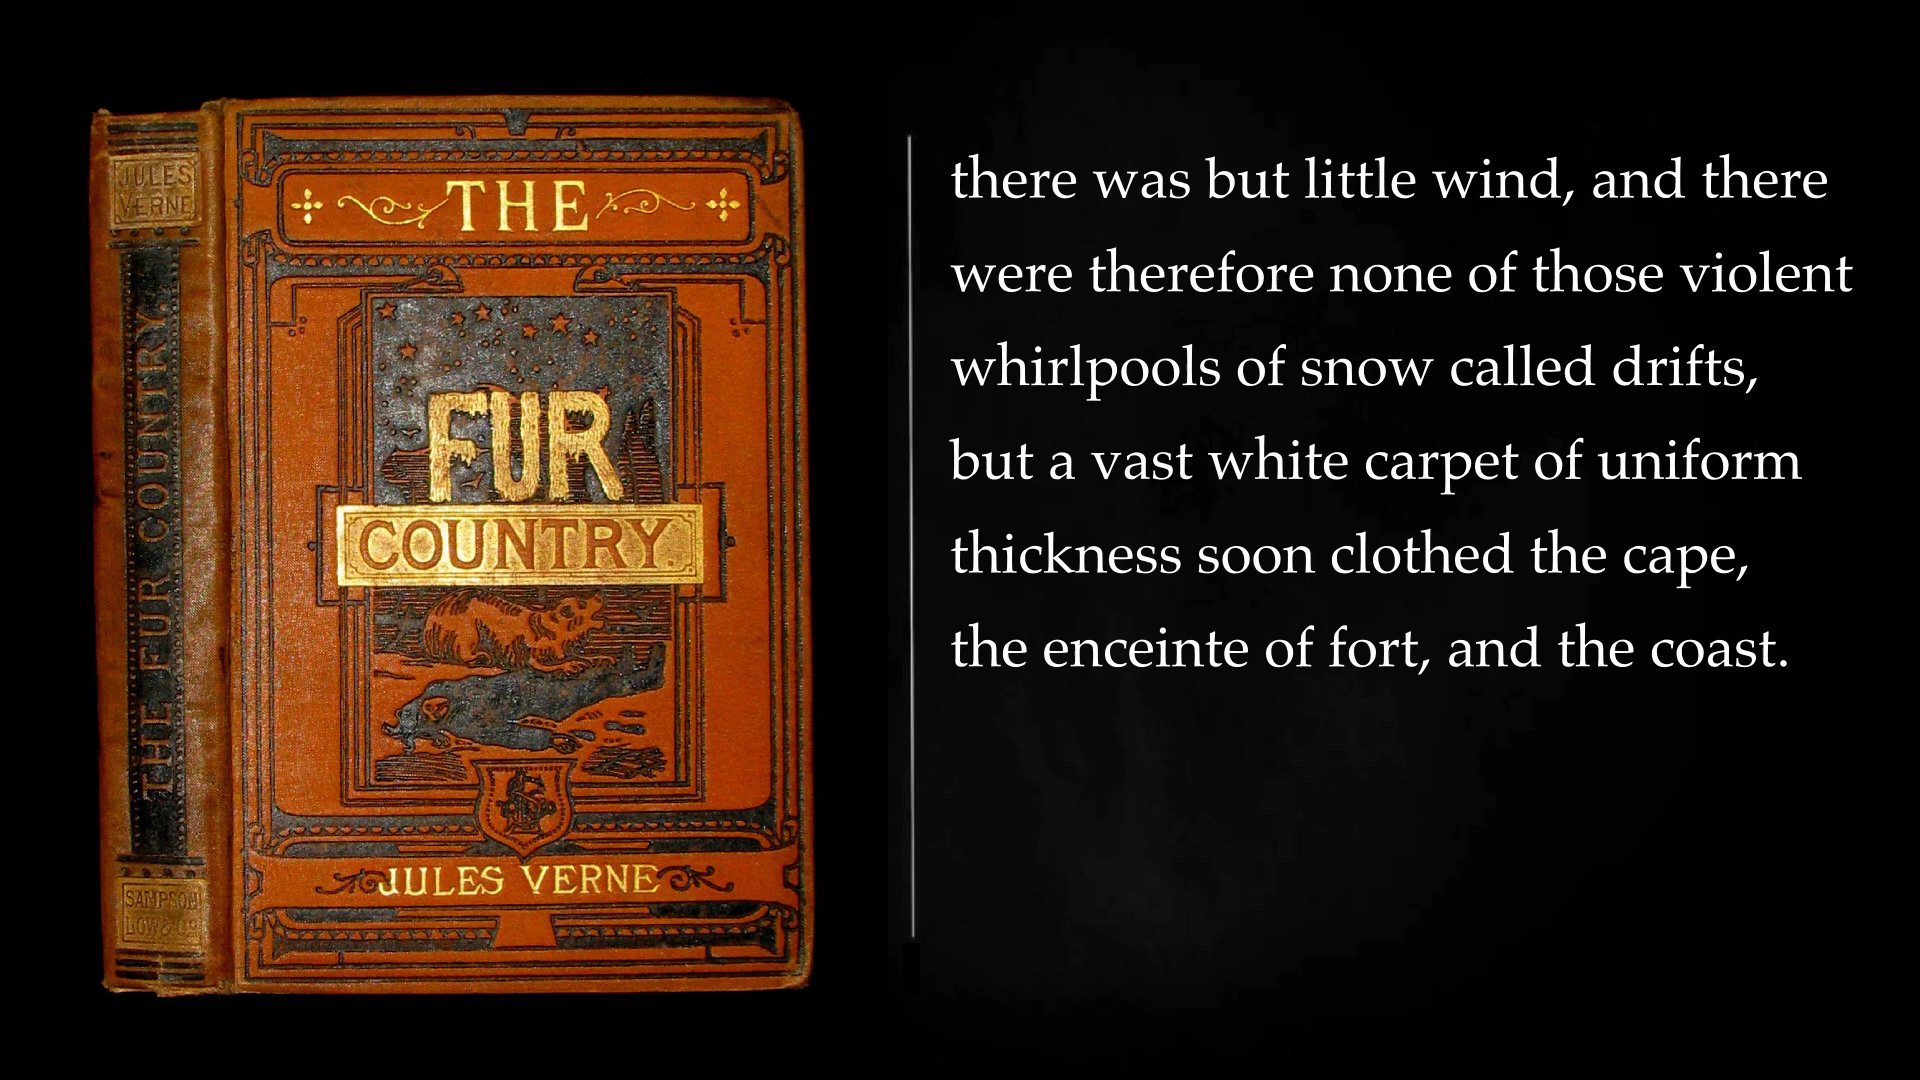 JULES
VERNE
THE FUR COUNTRY.
SAMPSON
LOW & Co
THE
FUR
COUNTRY.
JULES VERNE
there was but little wind, and there
were therefore none of those violent
whirlpools of snow called drifts,
but a vast white carpet of uniform
thickness soon clothed the cape,
the enceinte of fort, and the coast.